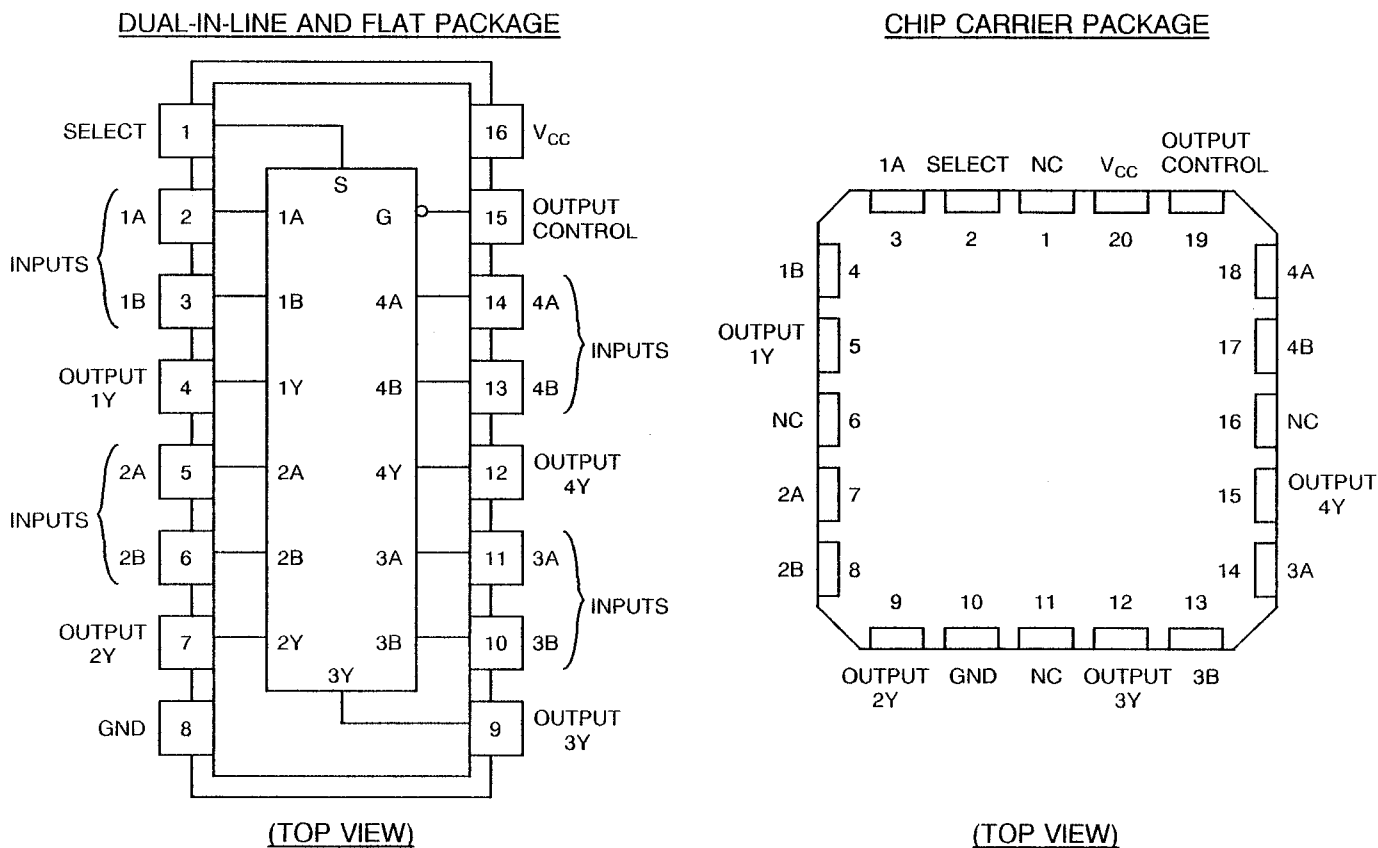 DUAL-IN-LINE AND FLAT PACKAGE
SELECT 1 16 VCC
S
1A 2 1A G 15 OUTPUT
CONTROL
INPUTS
1B 3 1B 4A 14 4A
INPUTS
OUTPUT
1Y 4 1Y 4B 13 4B
2A 5 2A 4Y 12 OUTPUT
4Y
INPUTS
2B 6 2B 3A 11 3A
INPUTS
OUTPUT
2Y 7 2Y 3B 10 3B
3Y
GND 8 9 OUTPUT
3Y
(TOP VIEW)
CHIP CARRIER PACKAGE
OUTPUT
CONTROL
1A SELECT NC VCC
3 2 1 20 19
1B 4 18 4A
OUTPUT
1Y 5 17 4B
NC 6 16 NC
2A 7 15 OUTPUT
4Y
2B 8 14 3A
9 10 11 12 13
OUTPUT
2Y GND NC OUTPUT
3Y 3B
(TOP VIEW)